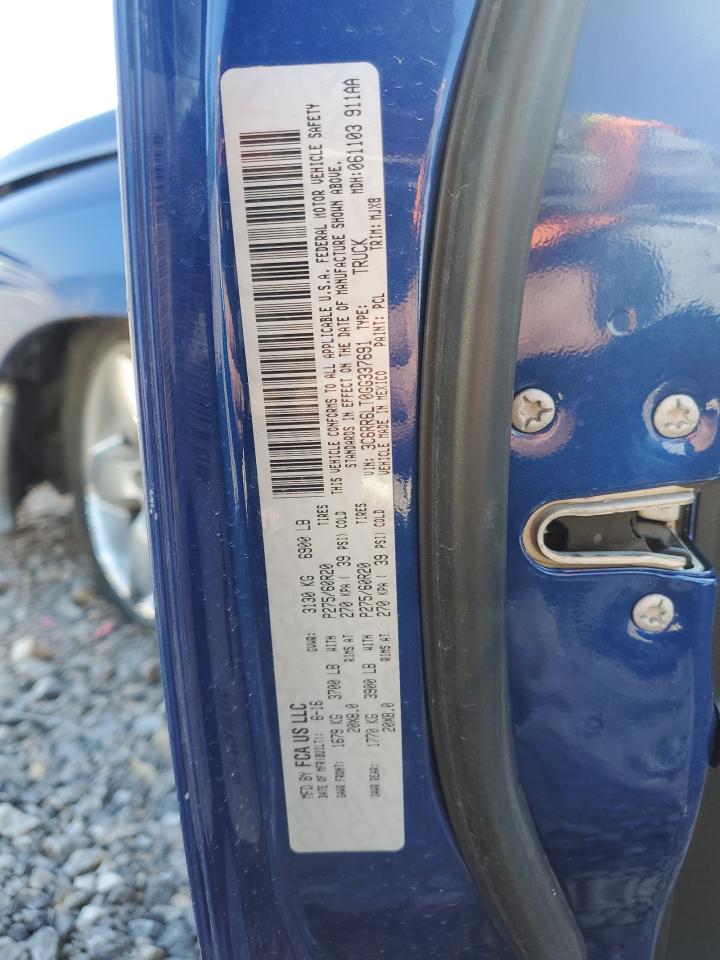 MFD BY FCA US LLC
DATE OF MFR(BUILT): 6-16 GVWR: 3130 KG 6900 LB
GAWR FRONT: 1679 KG 3700 LB WITH P275/60R20 TIRES
20X8.0 RIMS AT 270 KPA ( 39 PSI) COLD
GAWR REAR: 1770 KG 3900 LB WITH P275/60R20 TIRES
20X8.0 RIMS AT 270 KPA ( 39 PSI) COLD
THIS VEHICLE CONFORMS TO ALL APPLICABLE U.S.A. FEDERAL MOTOR VEHICLE SAFETY
STANDARDS IN EFFECT ON THE DATE OF MANUFACTURE SHOWN ABOVE.
VIN: 3C6RR6LT0GG337691 TYPE: TRUCK MDH:061103 911AA
VEHICLE MADE IN MEXICO PAINT: PCL TRIM: MJX8